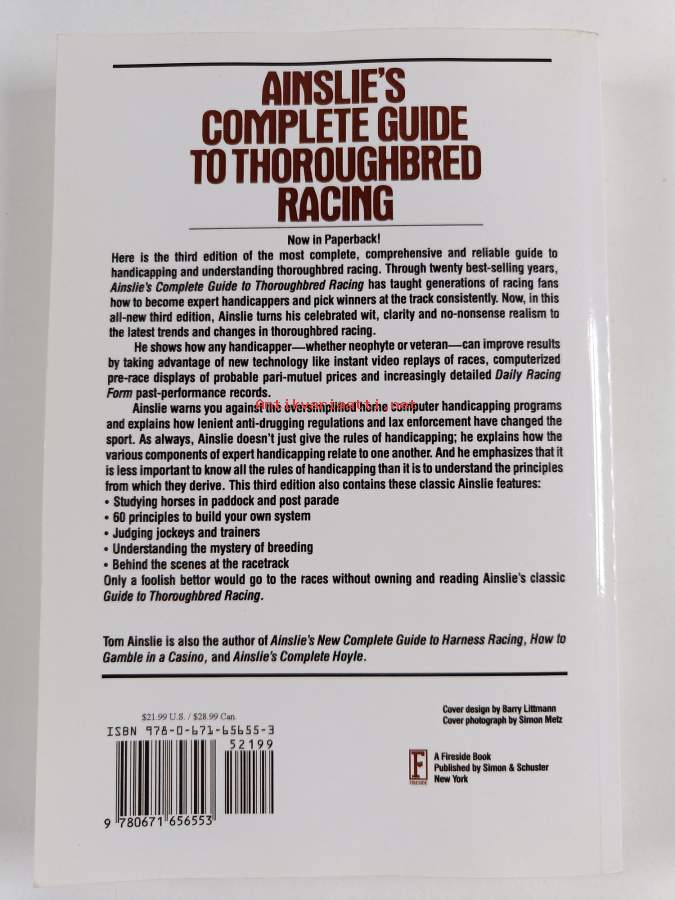 AINSLIE'S
COMPLETE GUIDE
TO THOROUGHBRED
RACING
Now in Paperback!
Here is the third edition of the most complete, comprehensive and reliable guide to
handicapping and understanding thoroughbred racing. Through twenty best-selling years,
Ainslie's Complete Guide to Thoroughbred Racing has taught generations of racing fans
how to become expert handicappers and pick winners at the track consistently. Now, in this
all-new third edition, Ainslie turns his celebrated wit, clarity and no-nonsense realism to
the latest trends and changes in thoroughbred racing.
He shows how any handicapper—whether neophyte or veteran—can improve results
by taking advantage of new technology like instant video replays of races, computerized
pre-race displays of probable pari-mutuel prices and increasingly detailed Daily Racing
Form past-performance records.
Ainslie warns you against the oversimplified home computer handicapping programs
Antikvariaatti.net
and explains how lenient anti-drugging regulations and lax enforcement have changed the
sport. As always, Ainslie doesn't just give the rules of handicapping; he explains how the
various components of expert handicapping relate to one another. And he emphasizes that it
is less important to know all the rules of handicapping than it is to understand the principles
from which they derive. This third edition also contains these classic Ainslie features:
• Studying horses in paddock and post parade
• 60 principles to build your own system
• Judging jockeys and trainers
• Understanding the mystery of breeding
• Behind the scenes at the racetrack
Only a foolish bettor would go to the races without owning and reading Ainslie's classic
Guide to Thoroughbred Racing.
Tom Ainslie is also the author of Ainslie's New Complete Guide to Harness Racing, How to
Gamble in a Casino, and Ainslie's Complete Hoyle.
$21.99 U.S. / $28.99 Can.
ISBN 978-0-671-65655-3
52199
9 780671 656553
Cover design by Barry Littmann
Cover photograph by Simon Metz
F
FIRESIDE
A Fireside Book
Published by Simon & Schuster
New York